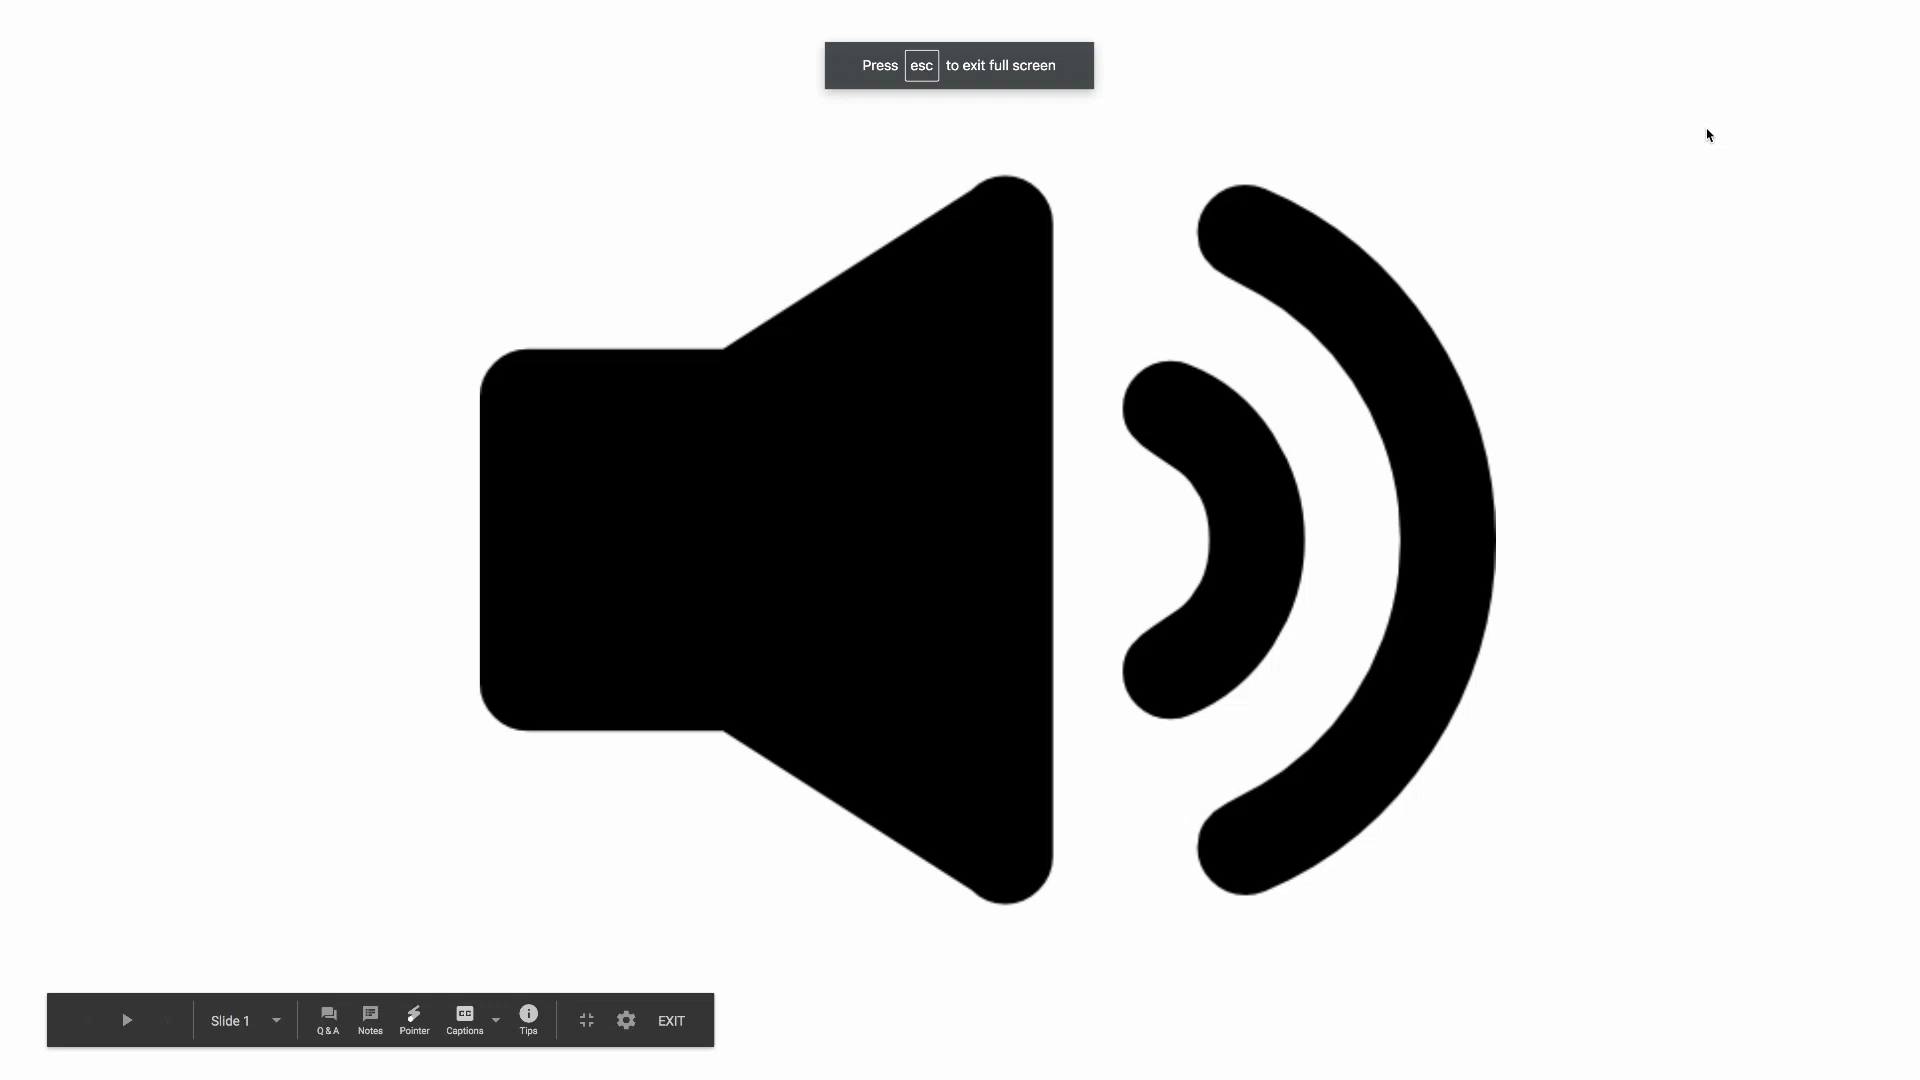 Press esc to exit full screen
Slide 1
Q & A
Notes
Pointer
CC
Captions
Tips
EXIT